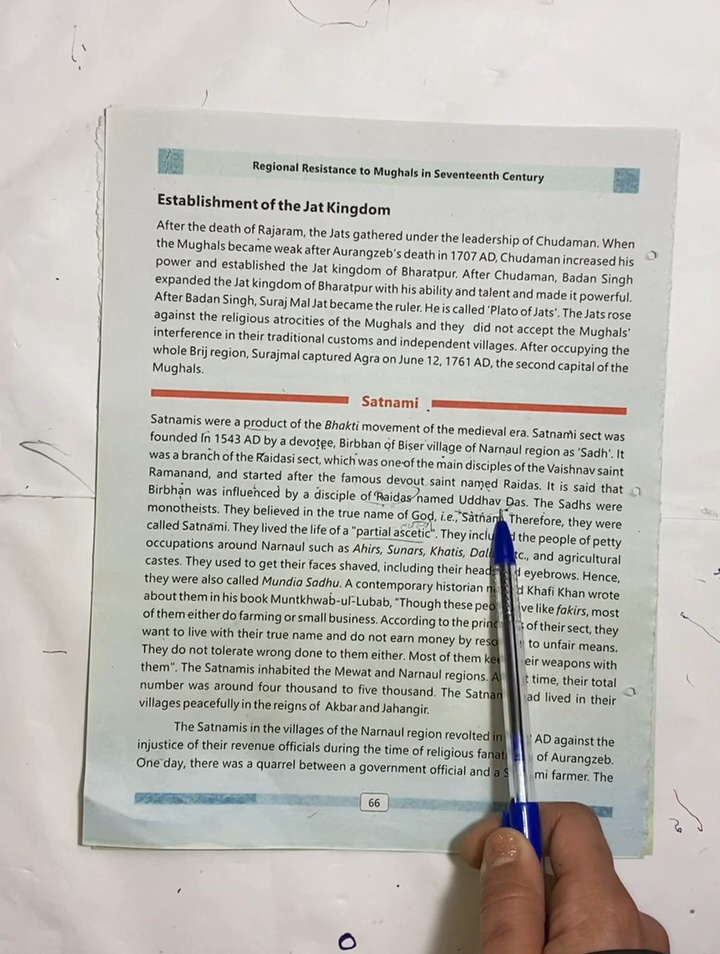 Regional Resistance to Mughals in Seventeenth Century
Establishment of the Jat Kingdom
After the death of Rajaram, the Jats gathered under the leadership of Chudaman. When
the Mughals became weak after Aurangzeb's death in 1707 AD, Chudaman increased his
power and established the Jat kingdom of Bharatpur. After Chudaman, Badan Singh
expanded the Jat kingdom of Bharatpur with his ability and talent and made it powerful.
After Badan Singh, Suraj Mal Jat became the ruler. He is called 'Plato of Jats'. The Jats rose
against the religious atrocities of the Mughals and they did not accept the Mughals'
interference in their traditional customs and independent villages. After occupying the
whole Brij region, Surajmal captured Agra on June 12, 1761 AD, the second capital of the
Mughals.
Satnami
Satnamis were a product of the Bhakti movement of the medieval era. Satnami sect was
founded in 1543 AD by a devotee, Birbhan of Biser village of Narnaul region as 'Sadh'. It
was a branch of the Raidasi sect, which was one of the main disciples of the Vaishnav saint
Ramanand, and started after the famous devout saint named Raidas. It is said that
Birbhan was influenced by a disciple of Raidas named Uddhav Das. The Sadhs were
monotheists. They believed in the true name of God, i.e., "Satnam". Therefore, they were
called Satnami. They lived the life of a "partial ascetic". They the people of petty
occupations around Narnaul such as Ahirs, Sunars, Khatis, and agricultural
castes. They used to get their faces shaved, including their eyebrows. Hence,
they were also called Mundia Sadhu. A contemporary historian Khafi Khan wrote
about them in his book Muntkhwab-ul-Lubab, "Though these like fakirs, most
of them either do farming or small business. According to the of their sect, they
want to live with their true name and do not earn money by to unfair means.
They do not tolerate wrong done to them either. Most of them weapons with
them". The Satnamis inhabited the Mewat and Narnaul regions. time, their total
number was around four thousand to five thousand. The lived in their
villages peacefully in the reigns of Akbar and Jahangir.
The Satnamis in the villages of the Narnaul region revolted in AD against the
injustice of their revenue officials during the time of religious of Aurangzeb.
One day, there was a quarrel between a government official and a farmer. The
66